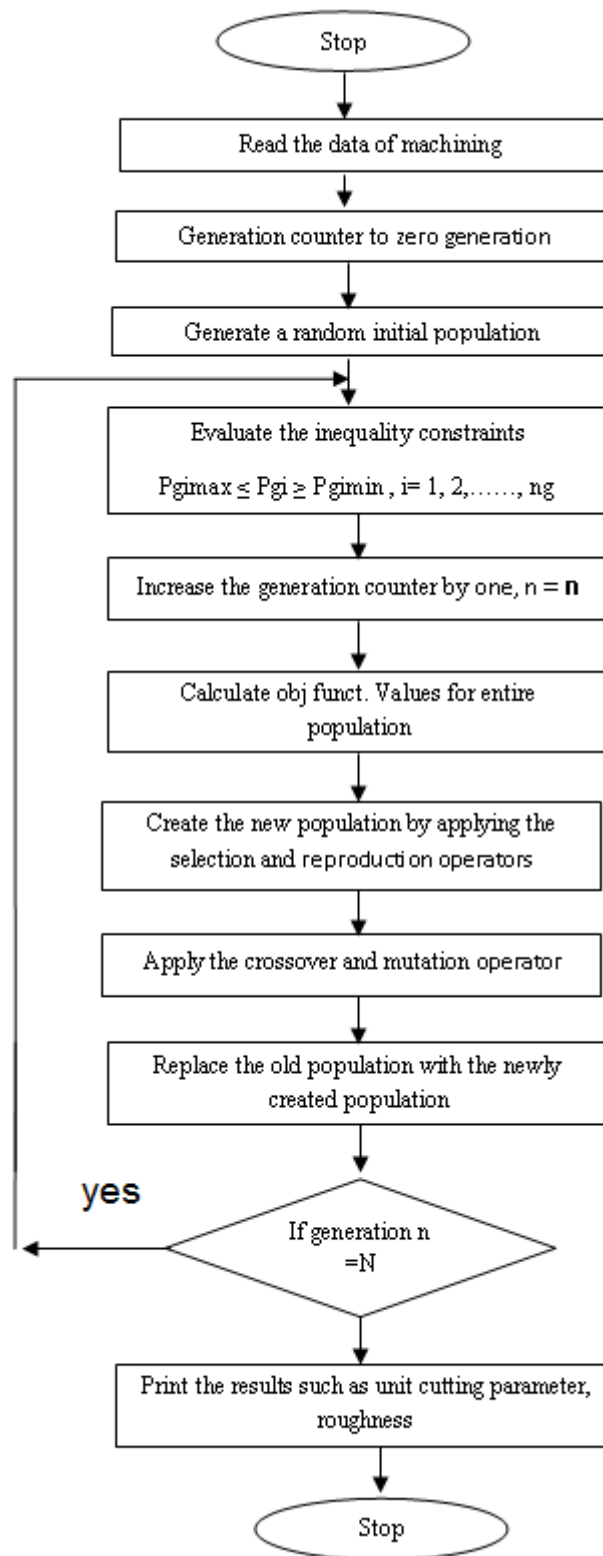 Stop
Read the data of machining
Generation counter to zero generation
Generate a random initial population
Evaluate the inequality constraints
Pgimax ≤ Pgi ≥ Pgimin , i= 1, 2,......, ng
Increase the generation counter by one, n = n
Calculate obj funct. Values for entire
population
Create the new population by applying the
selection and reproduction operators
Apply the crossover and mutation operator
Replace the old population with the newly
created population
yes
If generation n
=N
Print the results such as unit cutting parameter,
roughness
Stop